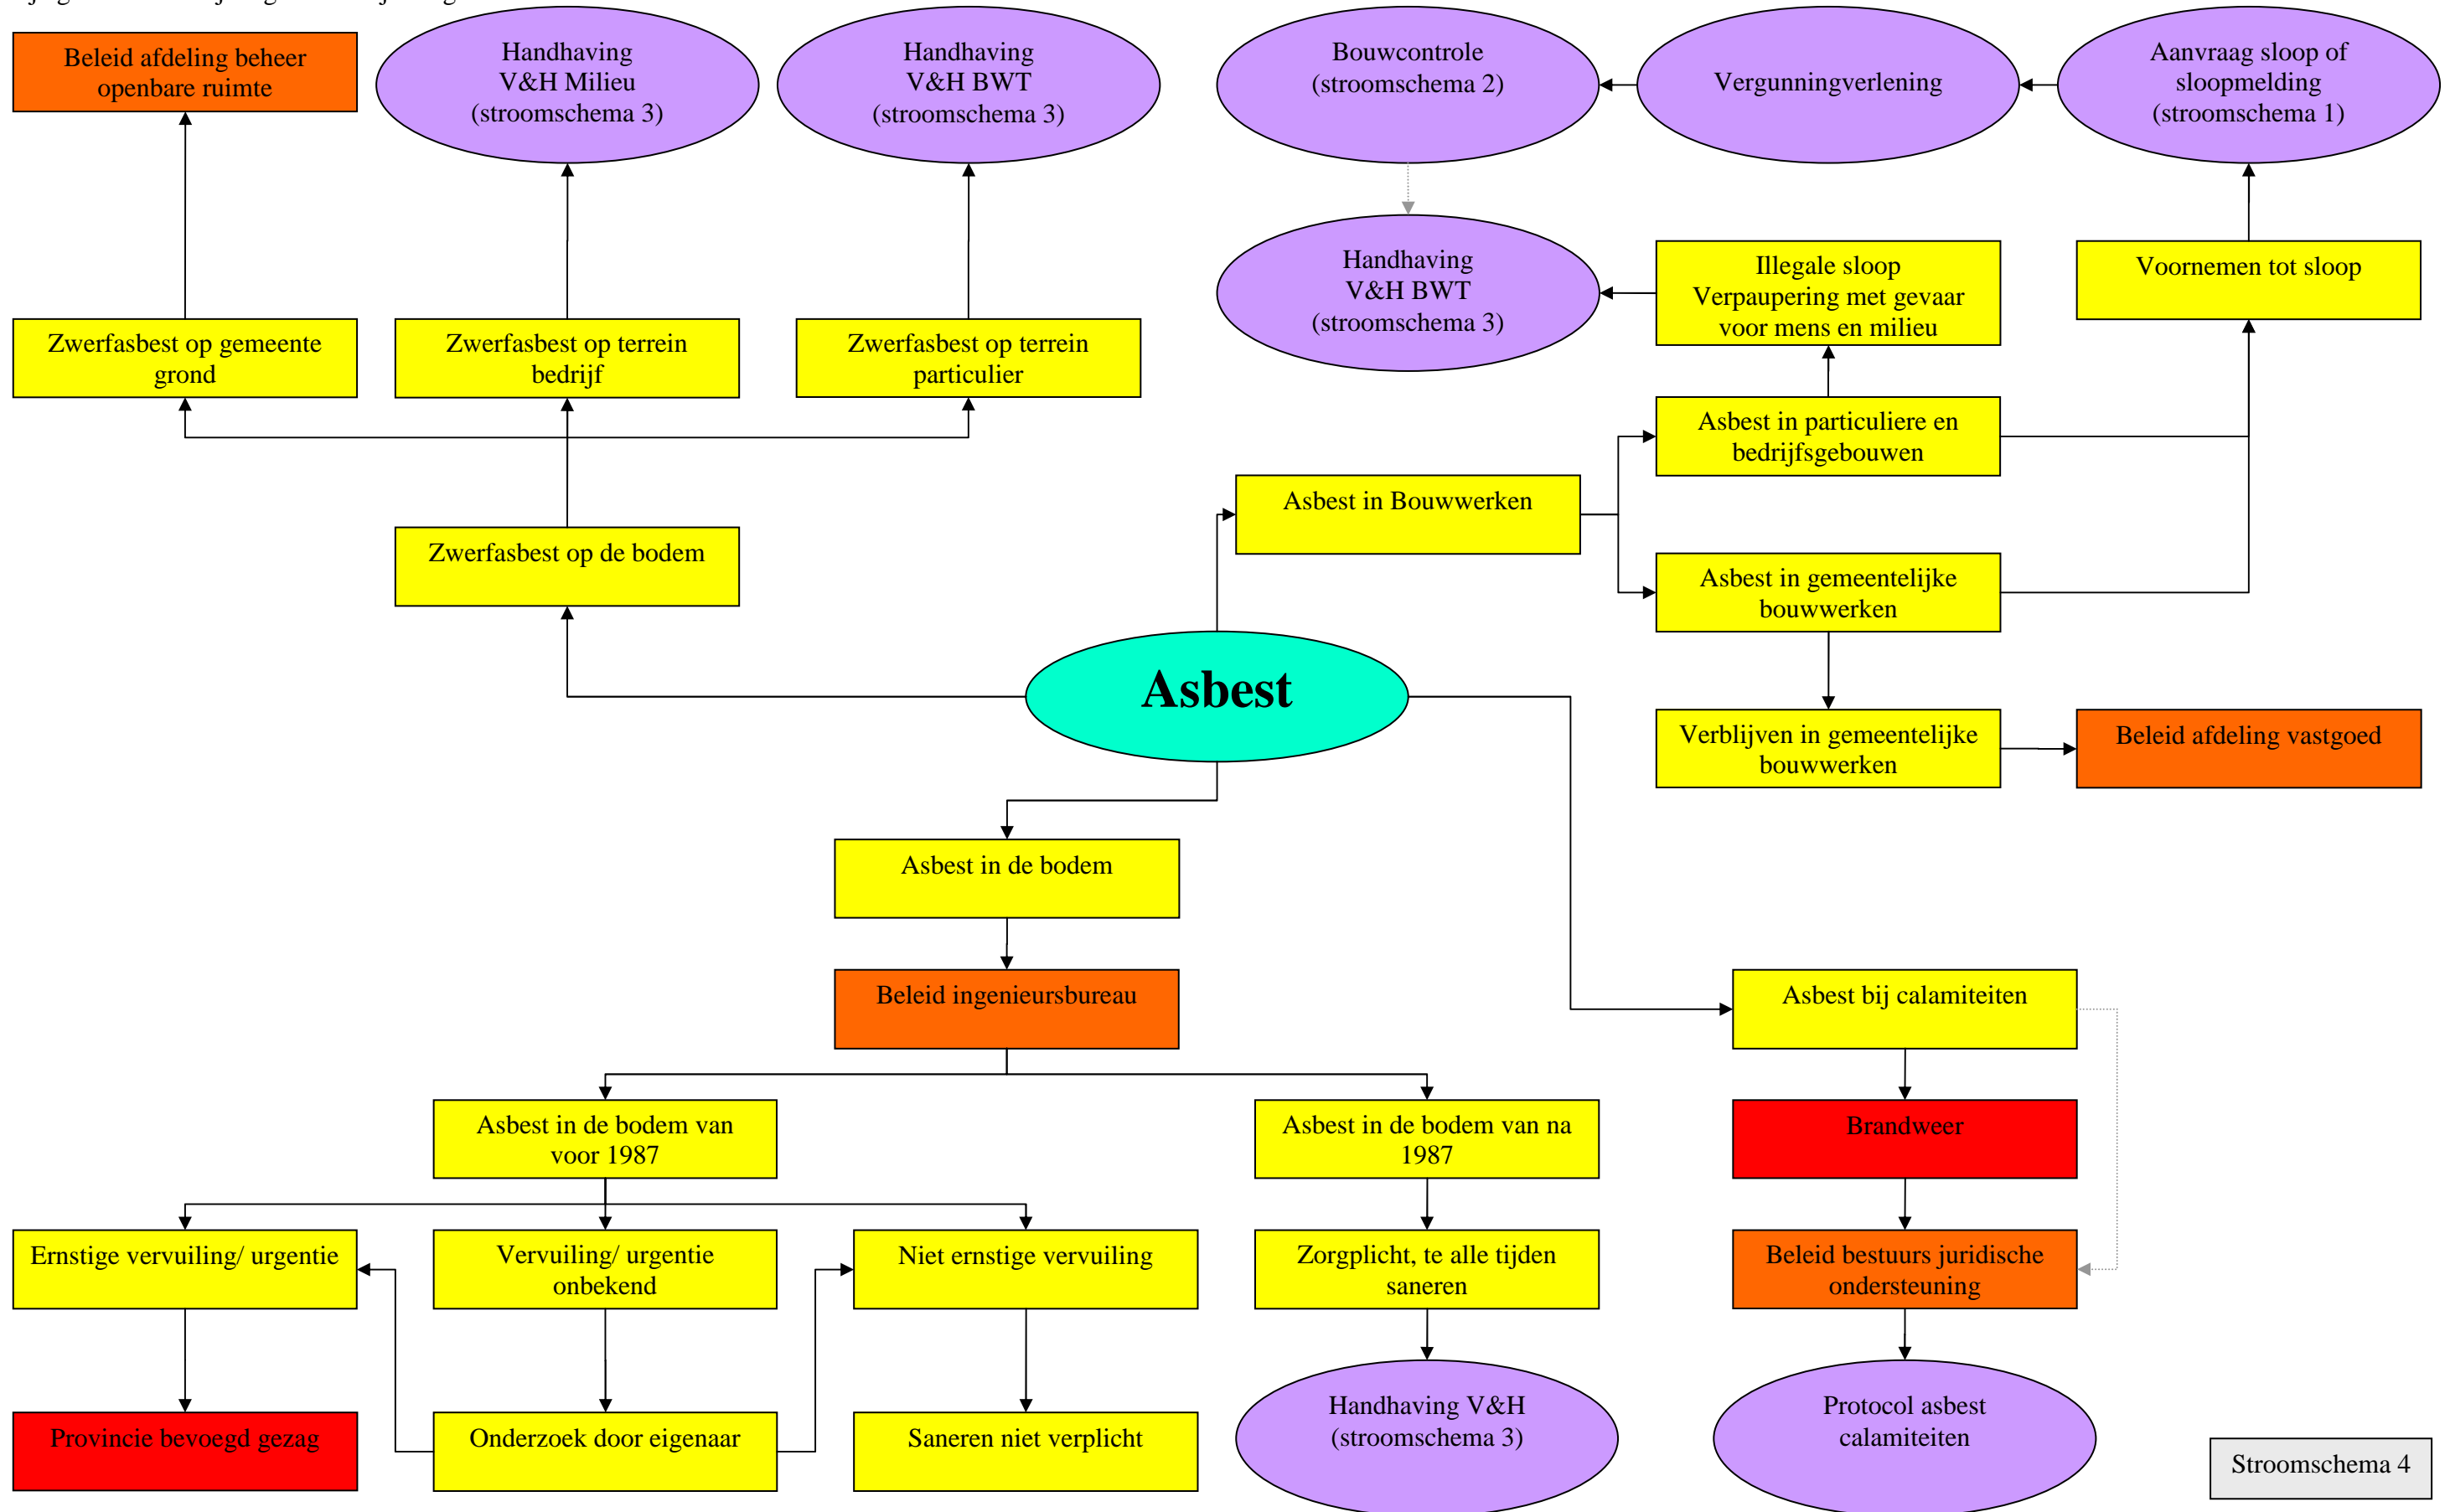 Beleid afdeling beheer
openbare ruimte
Handhaving
V&H Milieu
(stroomschema 3)
Handhaving
V&H BWT
(stroomschema 3)
Bouwcontrole
(stroomschema 2)
Vergunningverlening
Aanvraag sloop of
sloopmelding
(stroomschema 1)
Handhaving
V&H BWT
(stroomschema 3)
Illegale sloop
Verpaupering met gevaar
voor mens en milieu
Voornemen tot sloop
Zwerfasbest op gemeente
grond
Zwerfasbest op terrein
bedrijf
Zwerfasbest op terrein
particulier
Asbest in particuliere en
bedrijfsgebouwen
Asbest in Bouwwerken
Zwerfasbest op de bodem
Asbest in gemeentelijke
bouwwerken
Asbest
Verblijven in gemeentelijke
bouwwerken
Beleid afdeling vastgoed
Asbest in de bodem
Beleid ingenieursbureau
Asbest bij calamiteiten
Asbest in de bodem van
voor 1987
Asbest in de bodem van na
1987
Brandweer
Ernstige vervuiling/ urgentie
Vervuiling/ urgentie
onbekend
Niet ernstige vervuiling
Zorgplicht, te alle tijden
saneren
Beleid bestuurs juridische
ondersteuning
Provincie bevoegd gezag
Onderzoek door eigenaar
Saneren niet verplicht
Handhaving V&H
(stroomschema 3)
Protocol asbest
calamiteiten
Stroomschema 4